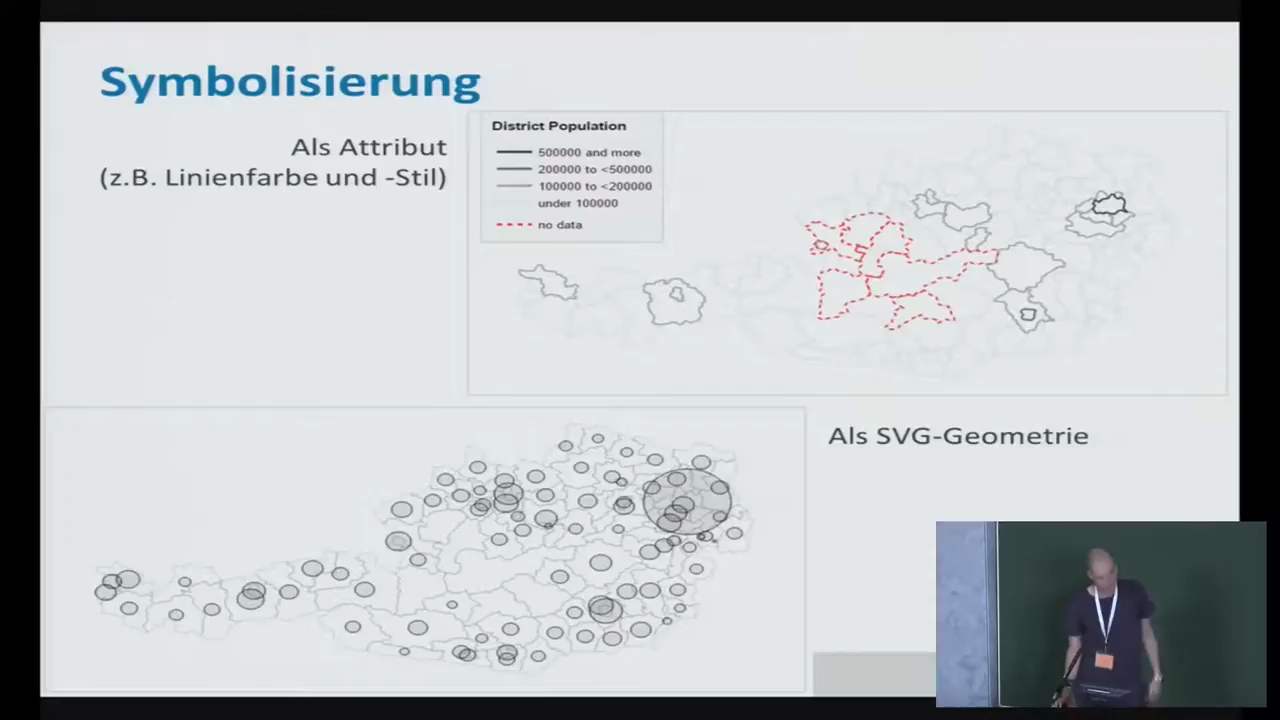 Symbolisierung
Als Attribut
(z.B. Linienfarbe und -Stil)
District Population
500000 and more
200000 to <500000
100000 to <200000
under 100000
no data
Als SVG-Geometrie